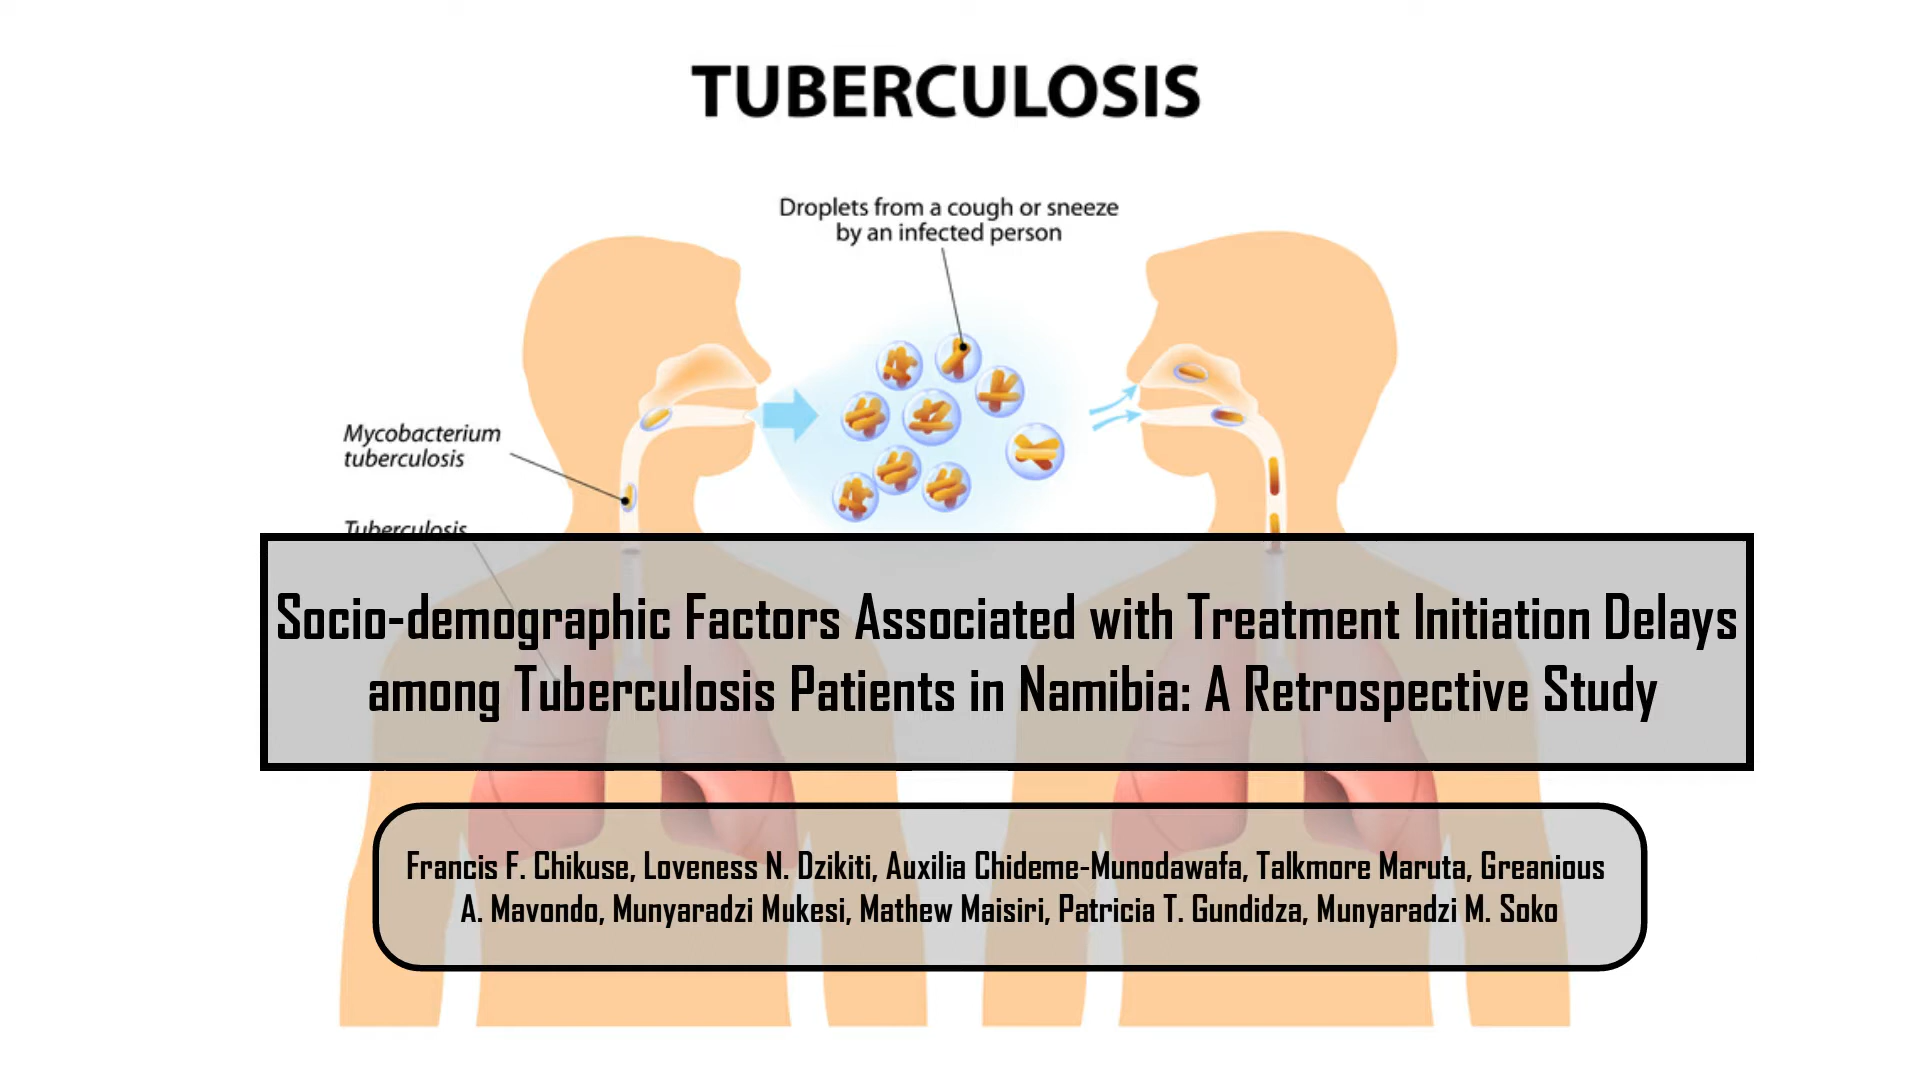 TUBERCULOSIS
Droplets from a cough or sneeze
by an infected person
Mycobacterium
tuberculosis
Tuberculosis
Socio-demographic Factors Associated with Treatment Initiation Delays
among Tuberculosis Patients in Namibia: A Retrospective Study
Francis F. Chikuse, Loveness N. Dzikiti, Auxilia Chideme-Munodawafa, Talkmore Maruta, Greanious
A. Mavondo, Munyaradzi Mukesi, Mathew Maisiri, Patricia T. Gundidza, Munyaradzi M. Soko